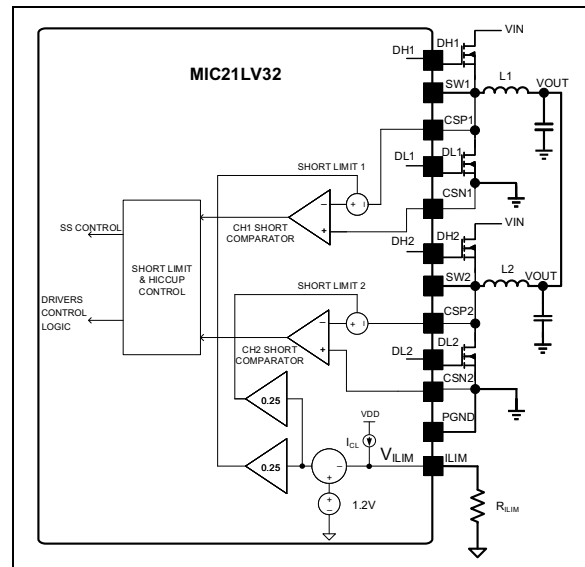 VIN
DH1
DH1
MIC21LV32
SW1
L1
VOUT
CSP1
SHORT LIMIT 1
DL1
DL1
CSN1
CH1 SHORT
COMPARATOR
VIN
SS CONTROL
SHORT LIMIT
& HICCUP
CONTROL
DH2
DH2
SW2
L2
VOUT
SHORT LIMIT 2
CSP2
DRIVERS
CONTROL
LOGIC
CH2 SHORT
COMPARATOR
DL2
DL2
CSN2
0.25
VDD
PGND
ICL
VILIM
ILIM
0.25
1.2V
RILIM